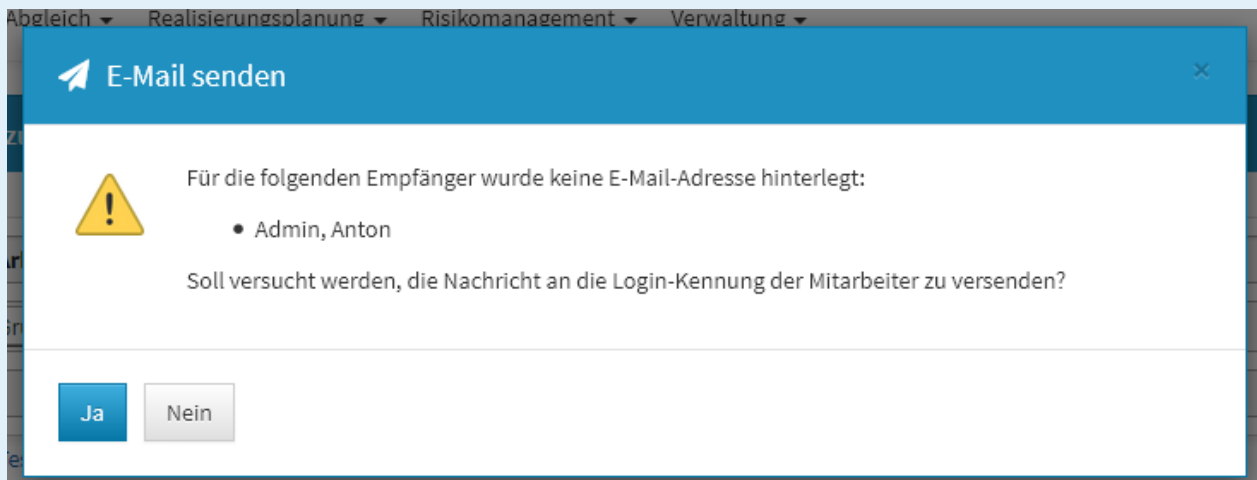 Abgleich Realisierungsplanung Risikomanagement Verwaltung
E-Mail senden
Für die folgenden Empfänger wurde keine E-Mail-Adresse hinterlegt:
Admin, Anton
Soll versucht werden, die Nachricht an die Login-Kennung der Mitarbeiter zu versenden?
Ja Nein